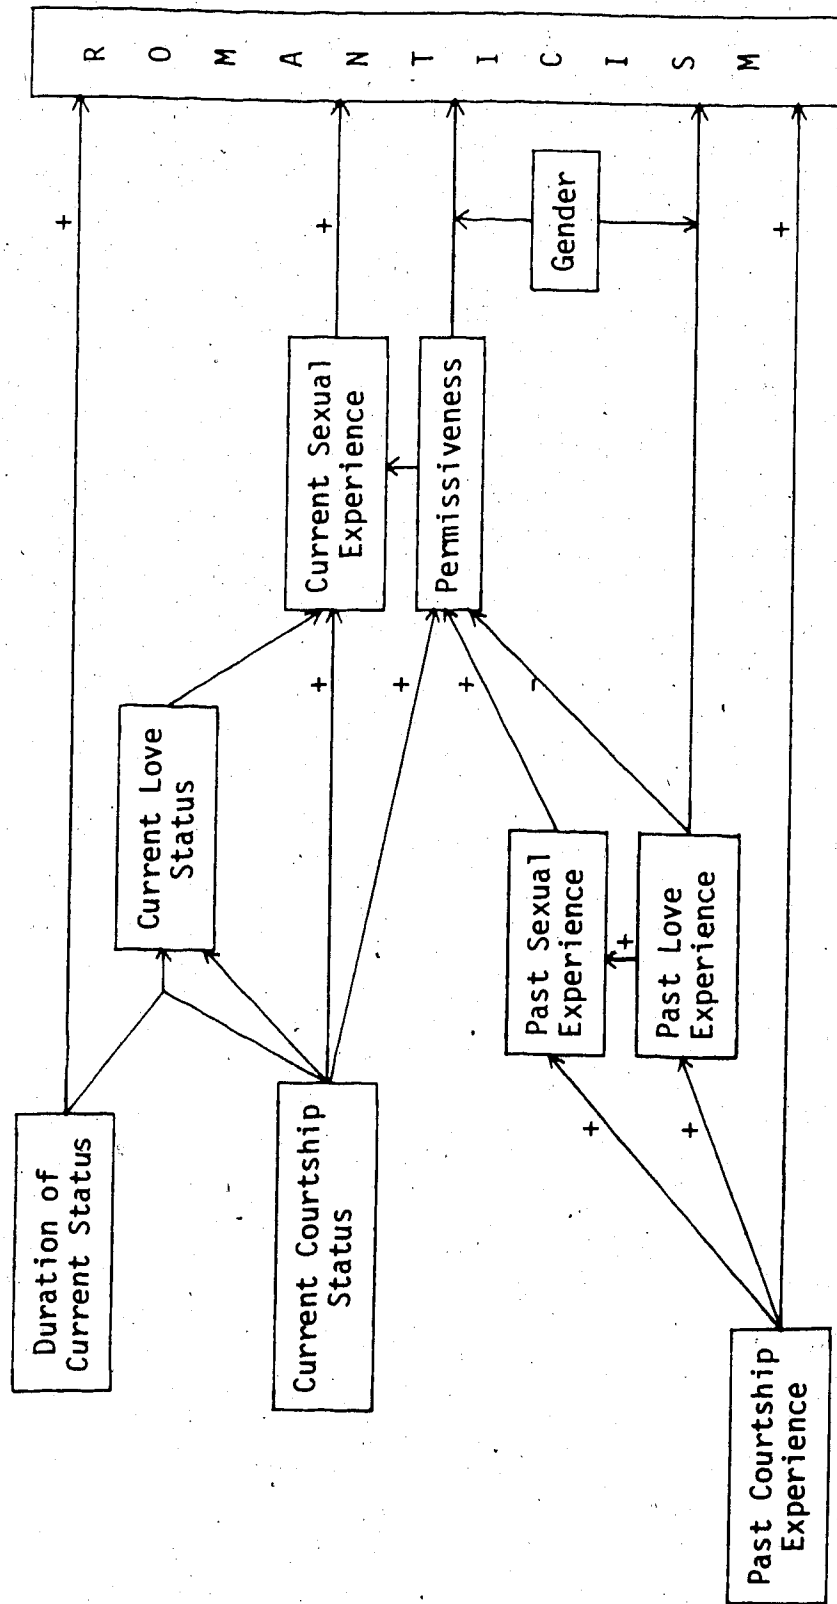 Duration of
Current Status
+
R O M A N T I C I S M
Current Love
Status
Current Courtship
Status
+
Current Sexual
Experience
+
+
Permissiveness
+
-
Gender
Past Sexual
Experience
+
+
Past Love
Experience
+
+
Past Courtship
Experience